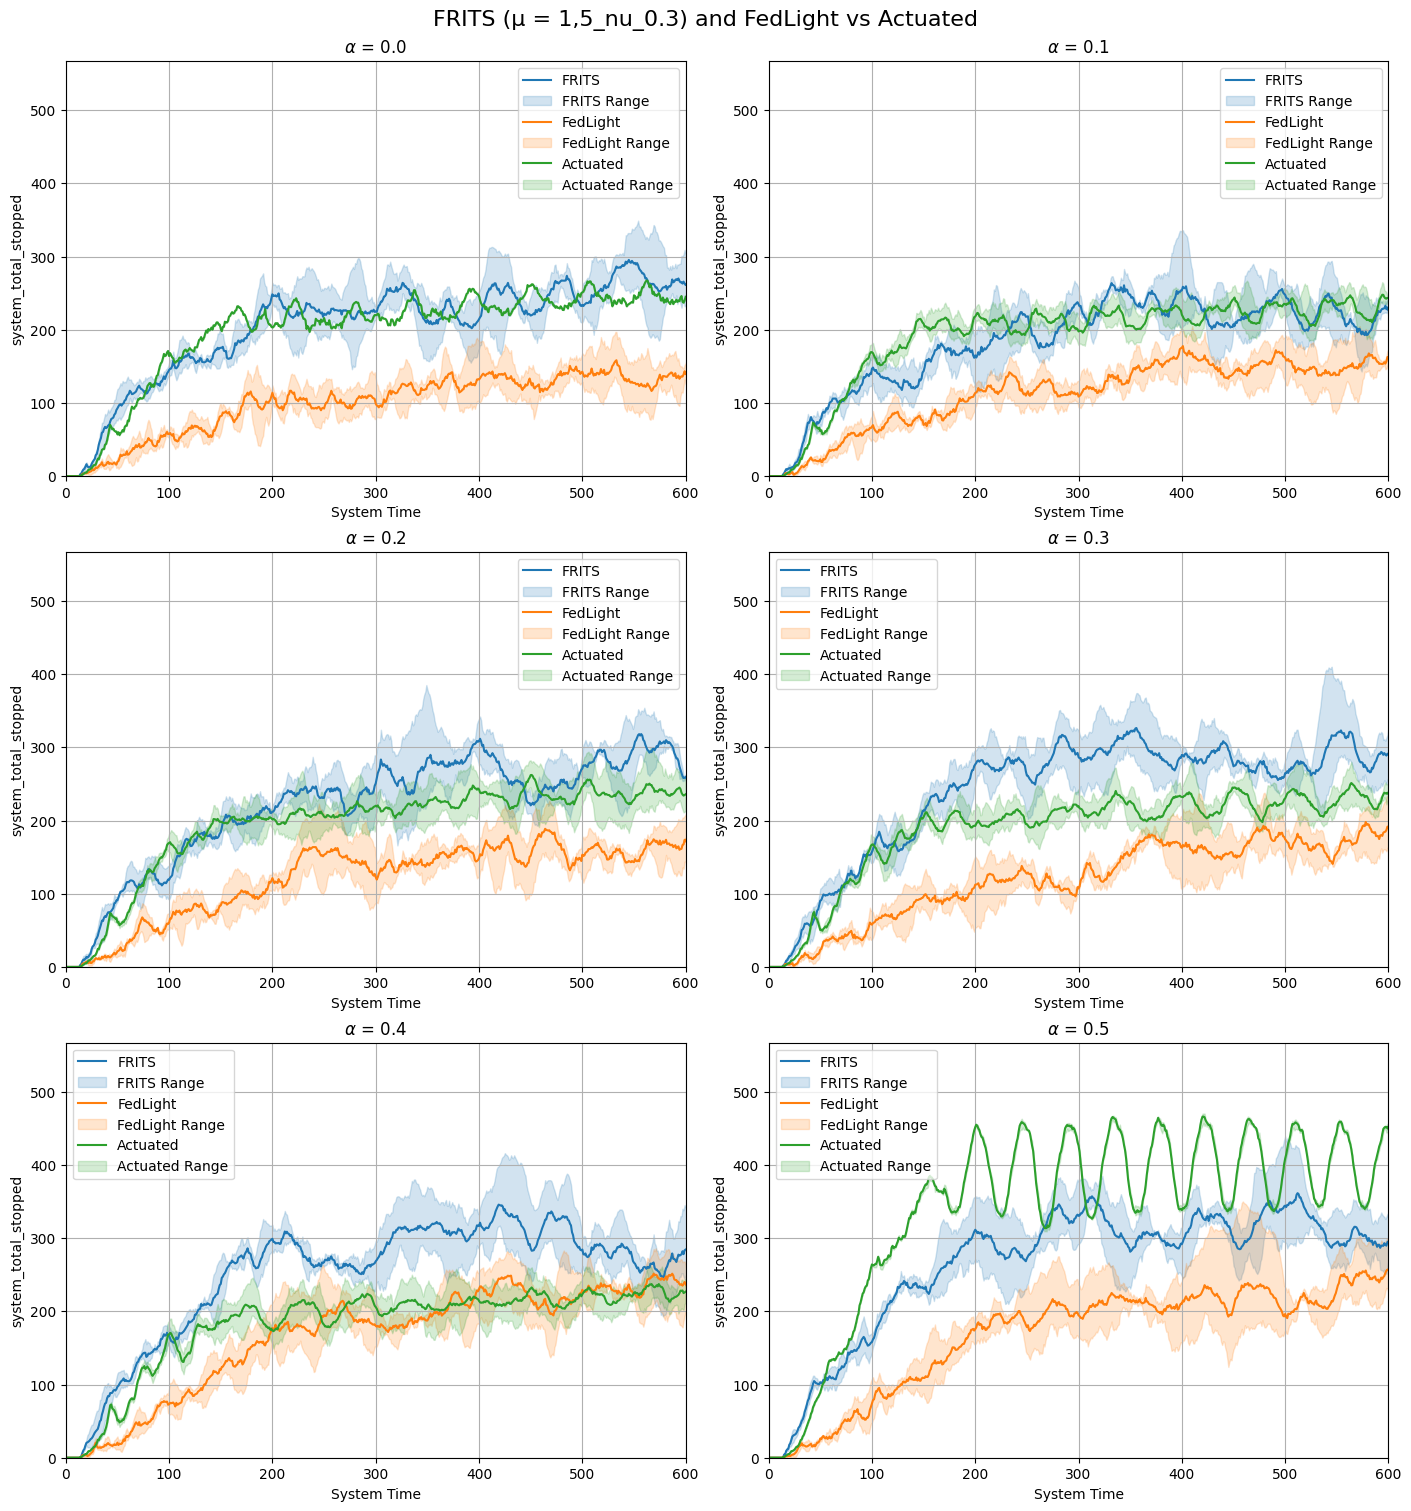 FRITS (μ = 1,5_nu_0.3) and FedLight vs Actuated
α = 0.0
system_total_stopped
500
400
300
200
100
0
FRITS
FRITS Range
FedLight
FedLight Range
Actuated
Actuated Range
0 100 200 300 400 500 600
System Time
α = 0.1
system_total_stopped
500
400
300
200
100
0
FRITS
FRITS Range
FedLight
FedLight Range
Actuated
Actuated Range
0 100 200 300 400 500 600
System Time
α = 0.2
system_total_stopped
500
400
300
200
100
0
FRITS
FRITS Range
FedLight
FedLight Range
Actuated
Actuated Range
0 100 200 300 400 500 600
System Time
α = 0.3
system_total_stopped
500
400
300
200
100
0
FRITS
FRITS Range
FedLight
FedLight Range
Actuated
Actuated Range
0 100 200 300 400 500 600
System Time
α = 0.4
system_total_stopped
500
400
300
200
100
0
FRITS
FRITS Range
FedLight
FedLight Range
Actuated
Actuated Range
0 100 200 300 400 500 600
System Time
α = 0.5
system_total_stopped
500
400
300
200
100
0
FRITS
FRITS Range
FedLight
FedLight Range
Actuated
Actuated Range
0 100 200 300 400 500 600
System Time